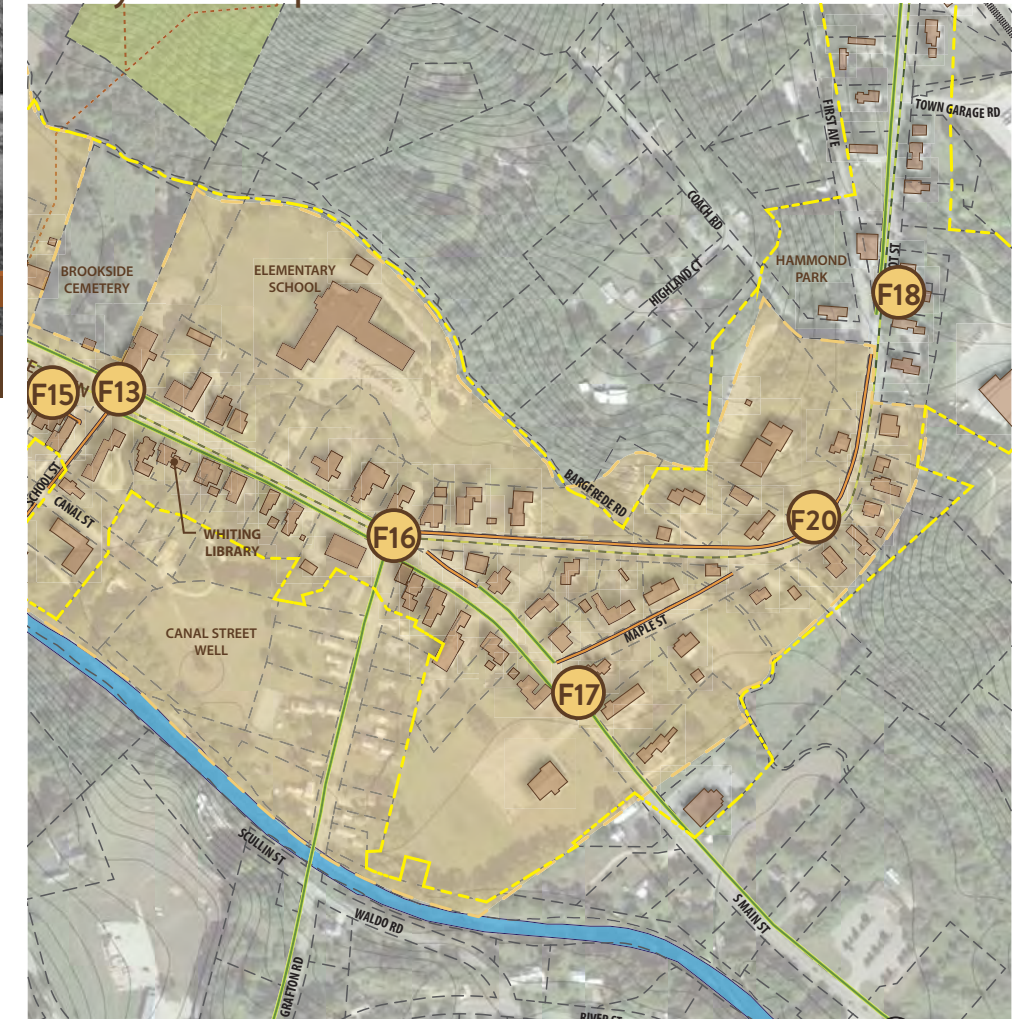 TOWN GARAGE RD
FIRST AVE
COACH RD
HIGHLAND CT
HAMMOND
PARK
BROOKSIDE
CEMETERY
ELEMENTARY
SCHOOL
F18
F15
F13
SCHOOL ST
CANAL ST
WHITING
LIBRARY
BARGFREDE RD
F16
F20
CANAL STREET
WELL
MAPLE ST
F17
SCULLIN ST
WALDO RD
S MAIN ST
GRAFTON RD
RIVER ST